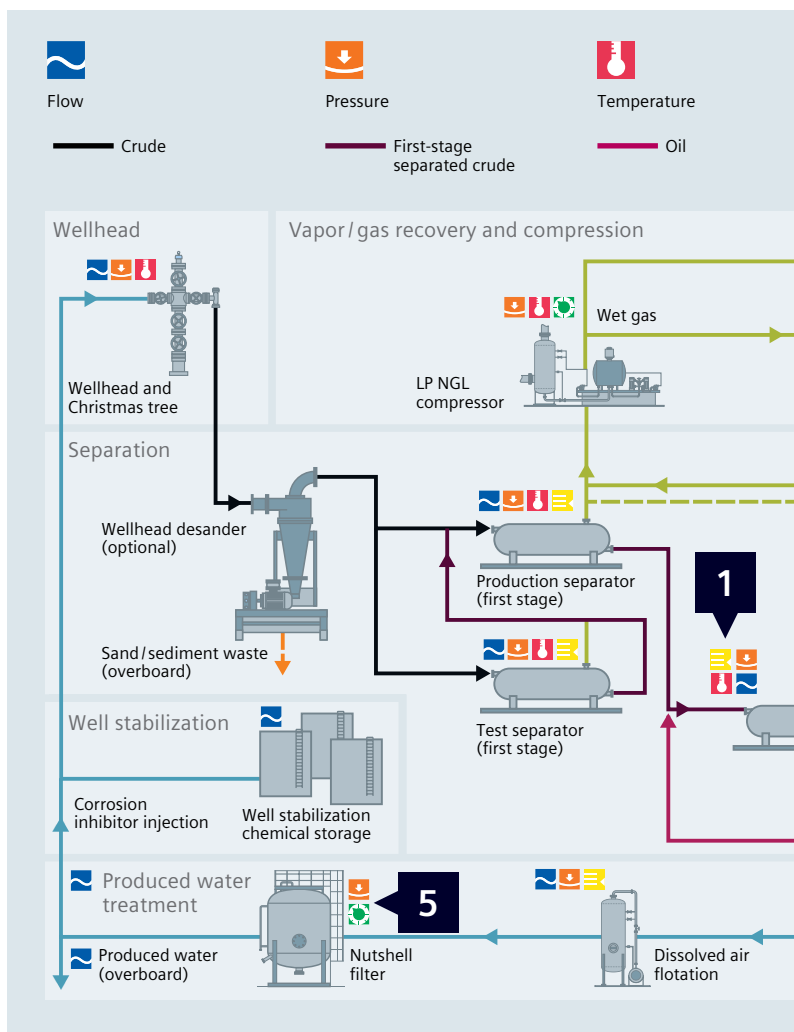 Flow
Pressure
Temperature
Crude
First-stage
separated crude
Oil
Wellhead
Vapor/gas recovery and compression
Wet gas
LP NGL
compressor
Wellhead and
Christmas tree
Separation
Wellhead desander
(optional)
Production separator
(first stage)
1
Sand/sediment waste
(overboard)
Test separator
(first stage)
Well stabilization
Corrosion
inhibitor injection
Well stabilization
chemical storage
Produced water
treatment
5
Produced water
(overboard)
Nutshell
filter
Dissolved air
flotation